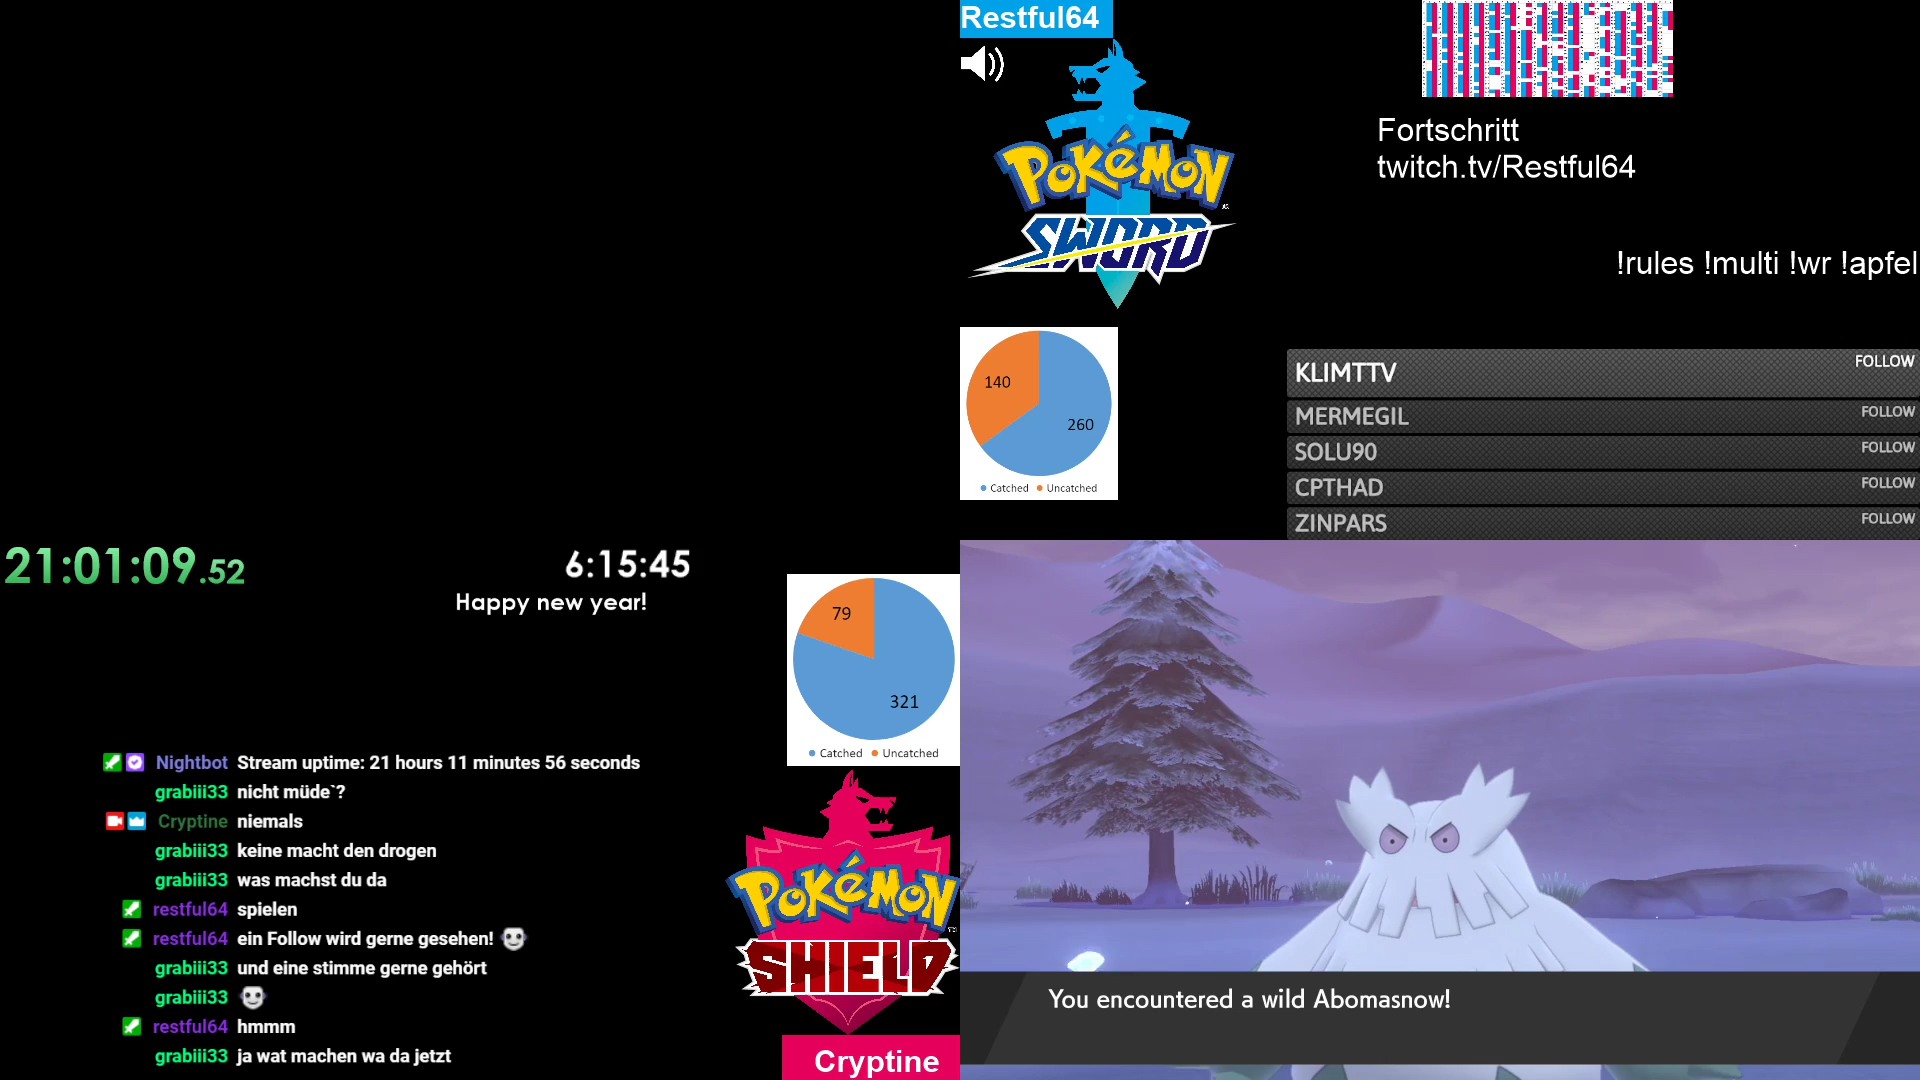 Restful64
POKéMON
SWORD
Fortschritt
twitch.tv/Restful64
!rules !multi !wr !apfel
140
260
Catched Uncatched
KLIMTTV FOLLOW
MERMEGIL FOLLOW
SOLU90 FOLLOW
CPTHAD FOLLOW
ZINPARS FOLLOW
21:01:09.52
6:15:45
Happy new year!
79
321
Catched Uncatched
Nightbot Stream uptime: 21 hours 11 minutes 56 seconds
grabiii33 nicht müde`?
Cryptine niemals
grabiii33 keine macht den drogen
grabiii33 was machst du da
restful64 spielen
restful64 ein Follow wird gerne gesehen!
grabiii33 und eine stimme gerne gehört
grabiii33
restful64 hmmm
grabiii33 ja wat machen wa da jetzt
POKéMON
SHIELD
Cryptine
You encountered a wild Abomasnow!